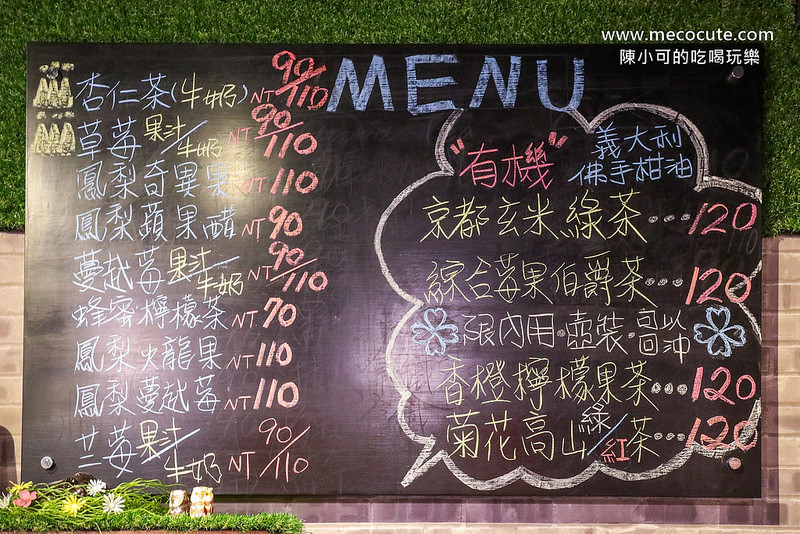 www.mecocute.com
陳小可的吃喝玩樂
MENU
杏仁茶(牛奶) NT 90/110
草莓果汁/牛奶 NT 90/110
鳳梨奇異果 NT 110
鳳梨蘋果醋 NT 90
蔓越莓果汁/牛奶 NT 90/110
蜂蜜檸檬茶 NT 70
鳳梨火龍果 NT 110
鳳梨蔓越莓 NT 110
芒莓果汁/牛奶 NT 90/110
"有機" 義大利佛手柑油
京都玄米綠茶…120
綜合莓果伯爵茶…120
限內用·壺裝·可以回沖
香橙檸檬果茶…120
菊花高山綠/紅茶…120